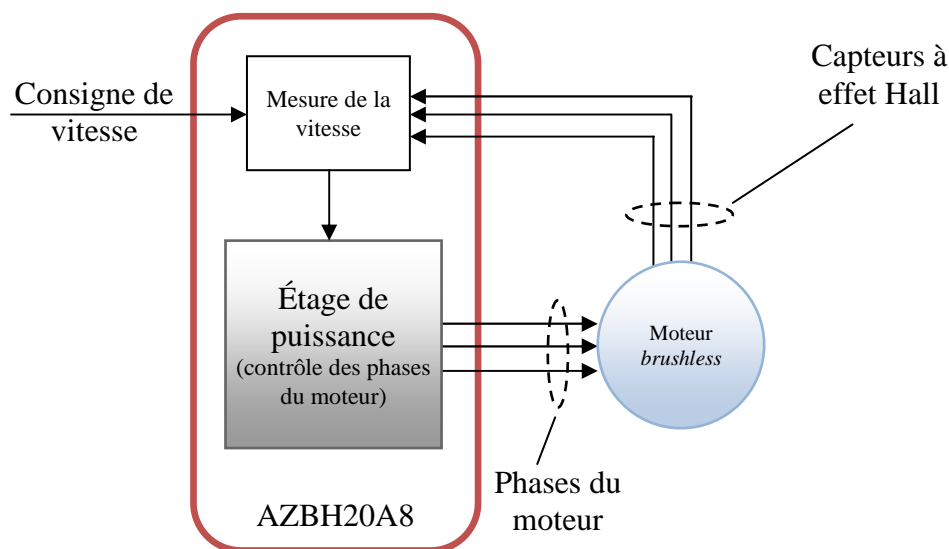 Consigne de
vitesse
Mesure de la
vitesse
Capteurs à
effet Hall
Étage de
puissance
(contrôle des phases
du moteur)
Moteur
brushless
Phases du
moteur
AZBH20A8